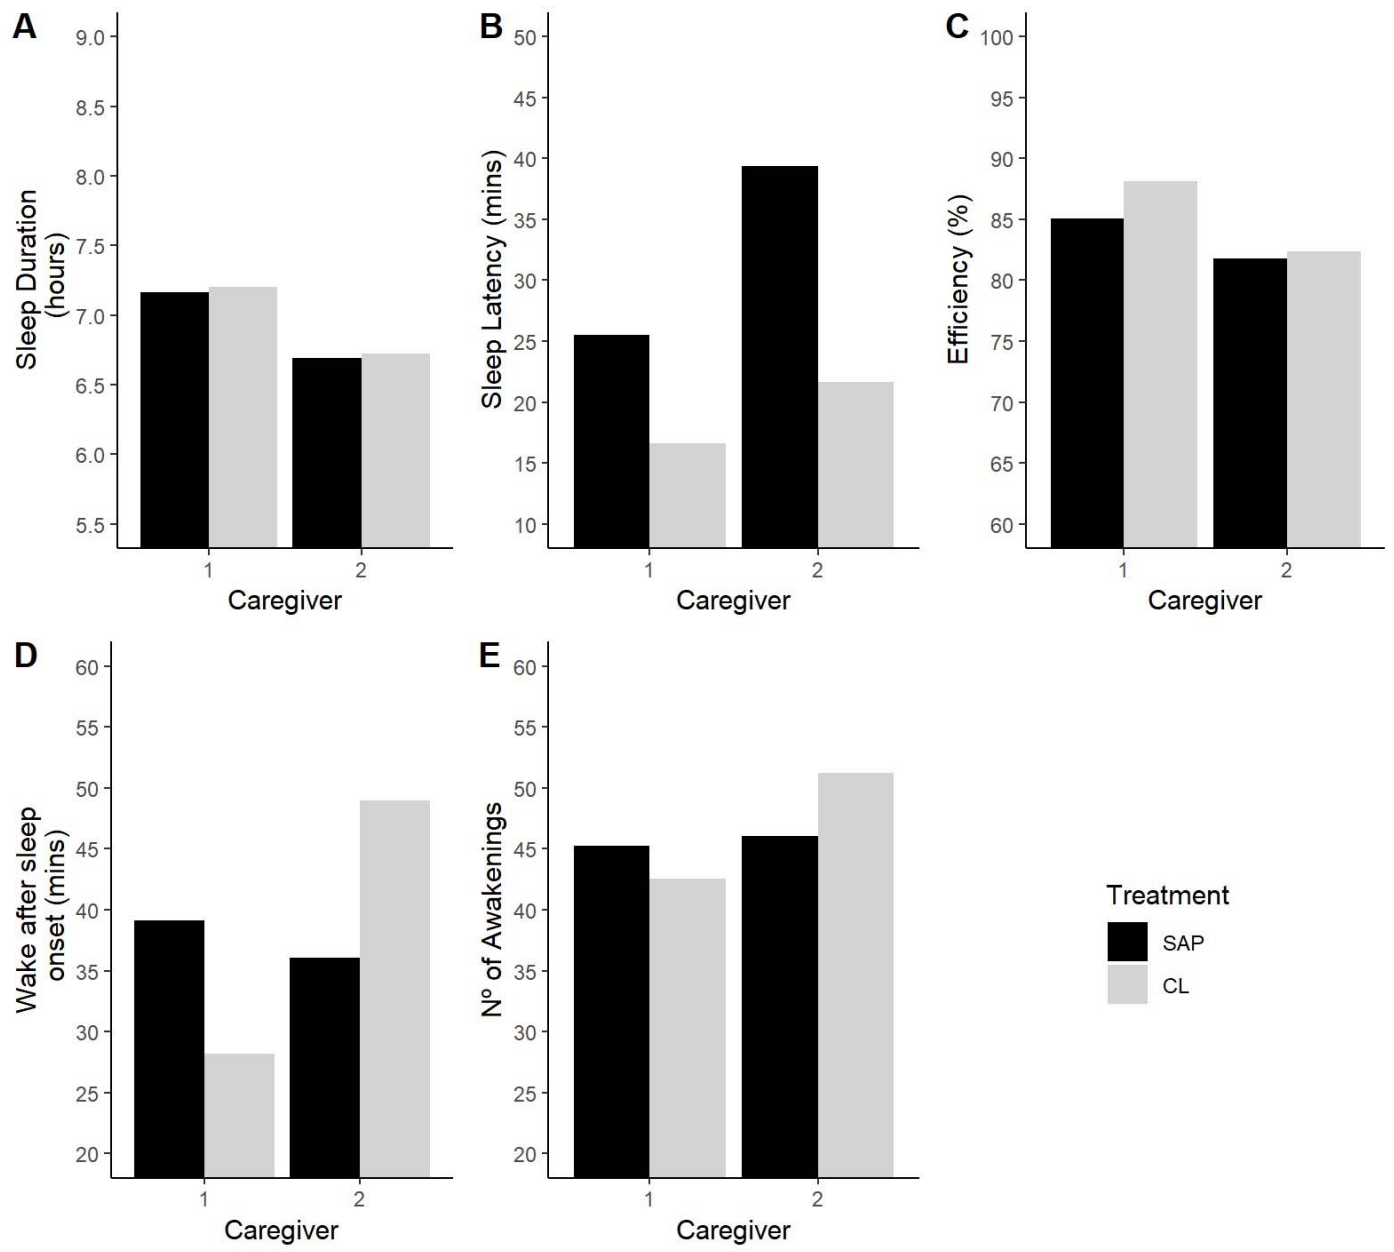 A
9.0
8.5
8.0
7.5
7.0
6.5
6.0
5.5
Sleep Duration
(hours)
1
2
Caregiver
B
50
45
40
35
30
25
20
15
10
Sleep Latency (mins)
1
2
Caregiver
C
100
95
90
85
80
75
70
65
60
Efficiency (%)
1
2
Caregiver
D
60
55
50
45
40
35
30
25
20
Wake after sleep
onset (mins)
1
2
Caregiver
E
60
55
50
45
40
35
30
25
20
Nº of Awakenings
1
2
Caregiver
Treatment
SAP
CL